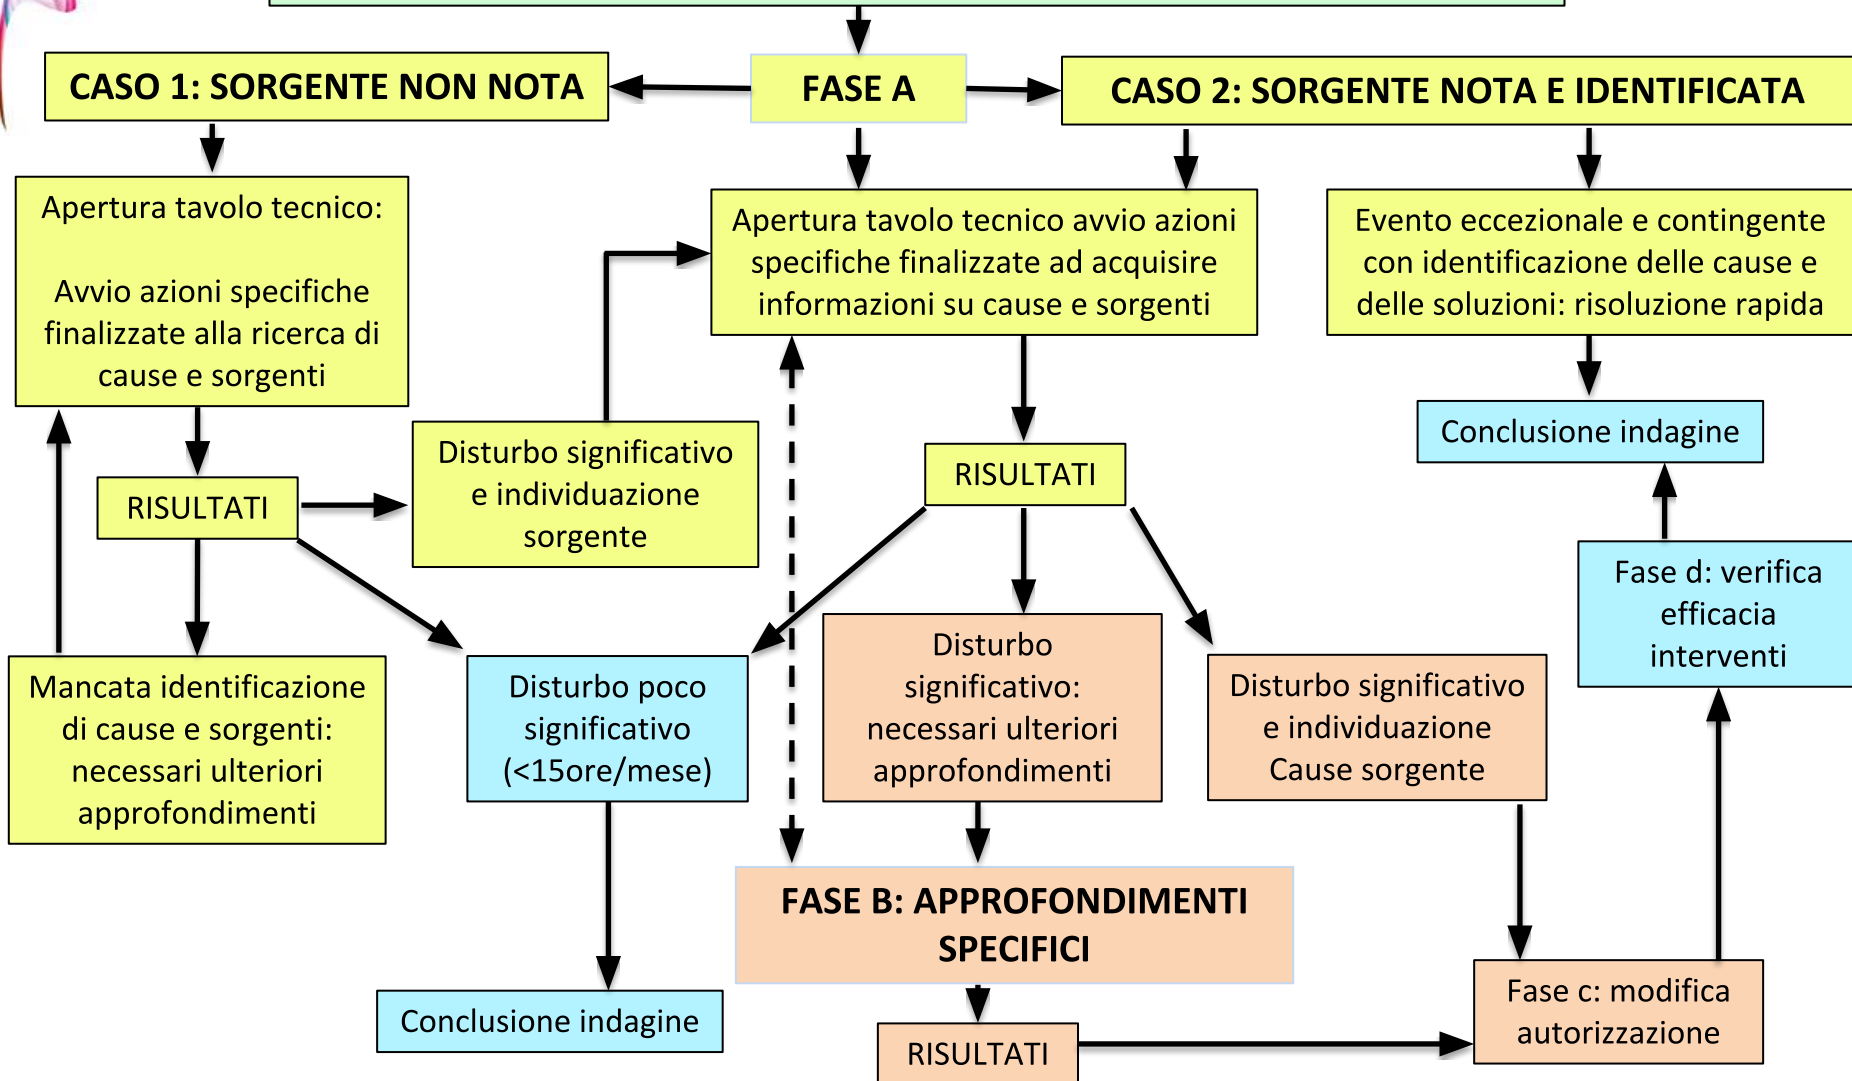 CASO 1: SORGENTE NON NOTA
FASE A
CASO 2: SORGENTE NOTA E IDENTIFICATA
Apertura tavolo tecnico:
Avvio azioni specifiche
finalizzate alla ricerca di
cause e sorgenti
Apertura tavolo tecnico avvio azioni
specifiche finalizzate ad acquisire
informazioni su cause e sorgenti
Evento eccezionale e contingente
con identificazione delle cause e
delle soluzioni: risoluzione rapida
Conclusione indagine
Disturbo significativo
e individuazione
sorgente
RISULTATI
RISULTATI
Fase d: verifica
efficacia
interventi
Mancata identificazione
di cause e sorgenti:
necessari ulteriori
approfondimenti
Disturbo poco
significativo
(<15ore/mese)
Disturbo
significativo:
necessari ulteriori
approfondimenti
Disturbo significativo
e individuazione
Cause sorgente
FASE B: APPROFONDIMENTI
SPECIFICI
Conclusione indagine
Fase c: modifica
autorizzazione
RISULTATI